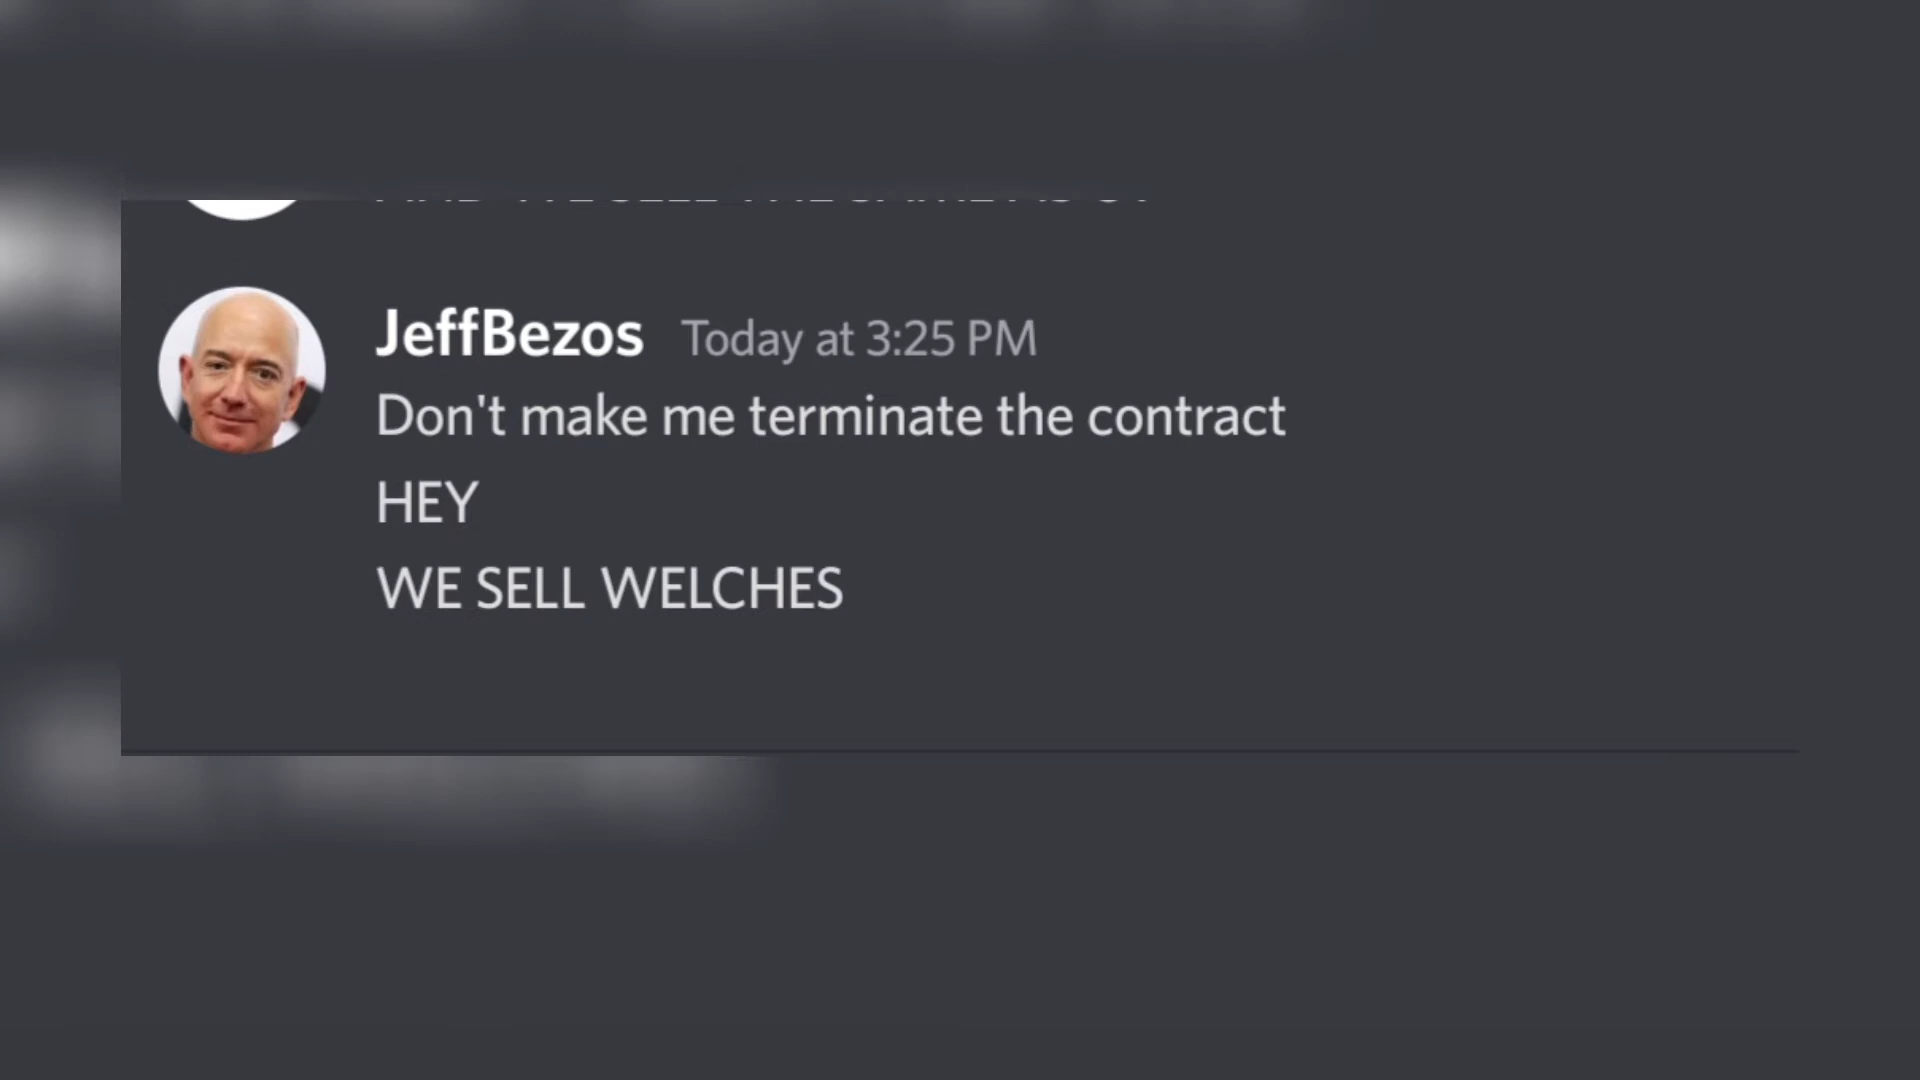 JeffBezos Today at 3:25 PM
Don't make me terminate the contract
HEY
WE SELL WELCHES